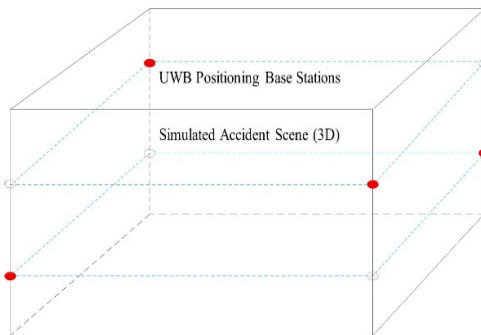 UWB Positioning Base Stations
Simulated Accident Scene (3D)